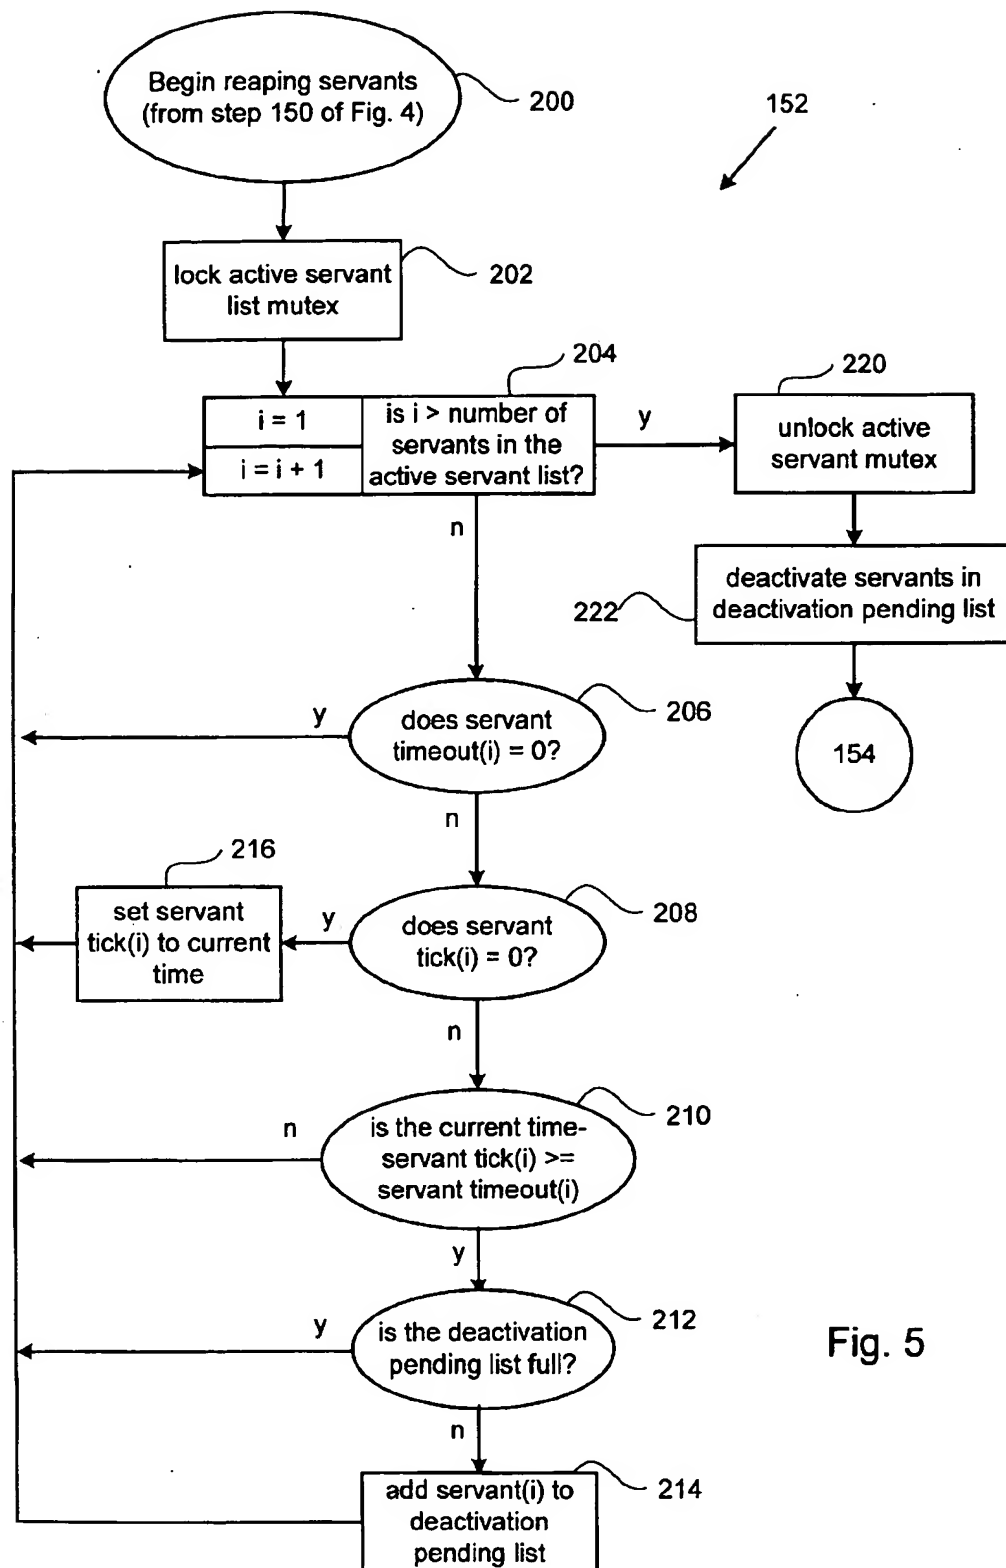 Begin reaping servants
(from step 150 of Fig. 4)
200
152
lock active servant
list mutex
202
204
i = 1
i = i + 1
is i > number of
servants in the
active servant list?
y
220
unlock active
servant mutex
n
deactivate servants in
deactivation pending list
222
154
206
does servant
timeout(i) = 0?
y
n
216
set servant
tick(i) to current
time
y
208
does servant
tick(i) = 0?
n
210
is the current time-
servant tick(i) >=
servant timeout(i)
n
y
212
is the deactivation
pending list full?
y
Fig. 5
n
214
add servant(i) to
deactivation
pending list